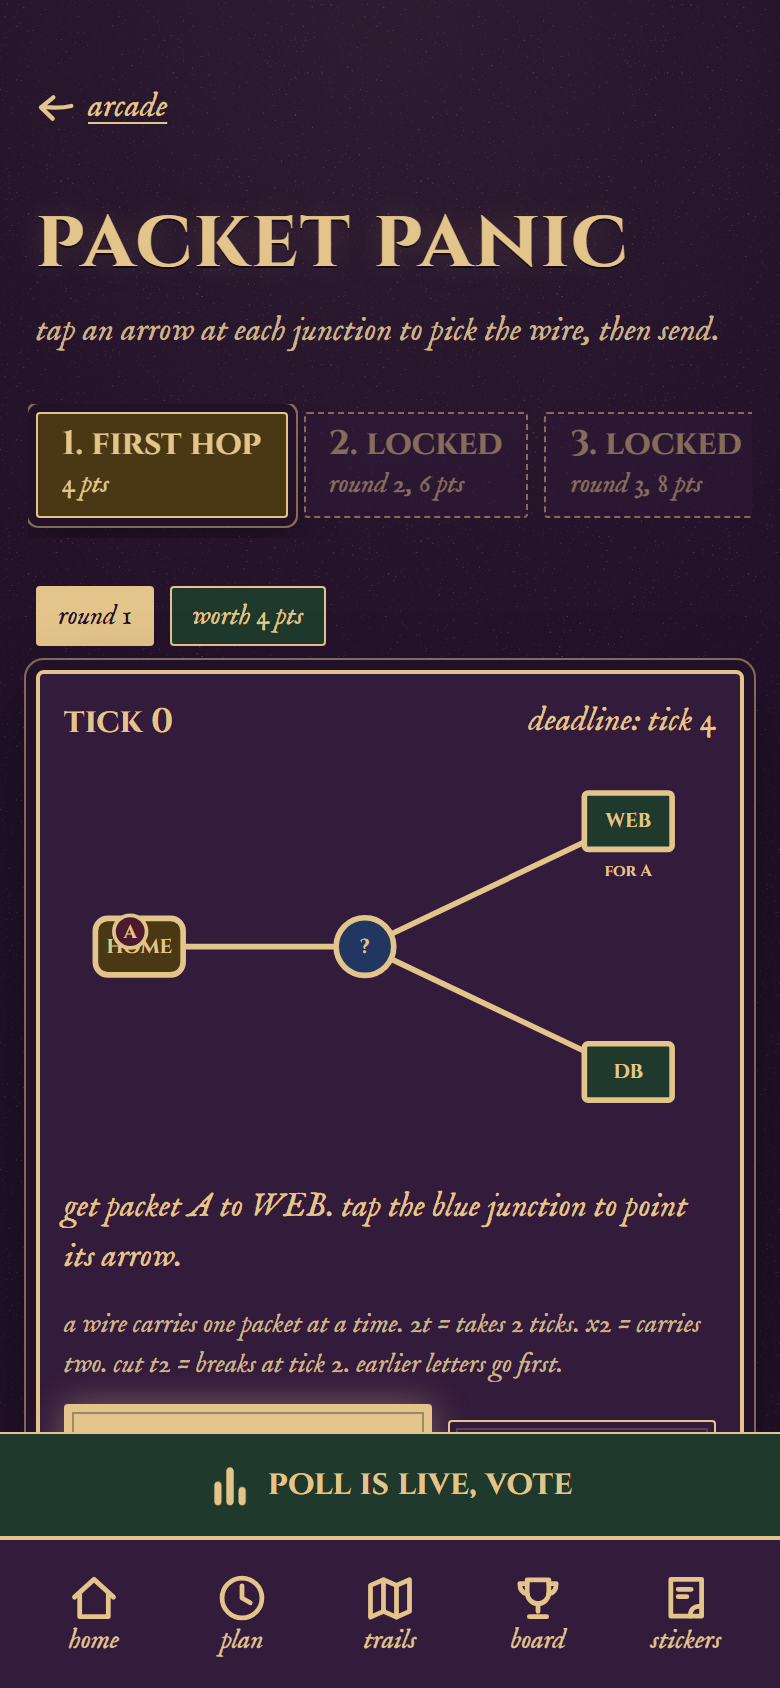 arcade
PACKET PANIC
tap an arrow at each junction to pick the wire, then send.
1. FIRST HOP
4 pts
2. LOCKED
round 2, 6 pts
3. LOCKED
round 3, 8 pts
round 1
worth 4 pts
TICK 0
deadline: tick 4
WEB
FOR A
A
HOME
?
DB
get packet A to WEB. tap the blue junction to point
its arrow.
a wire carries one packet at a time. 2t = takes 2 ticks. x2 = carries
two. cut t2 = breaks at tick 2. earlier letters go first.
POLL IS LIVE, VOTE
home
plan
trails
board
stickers